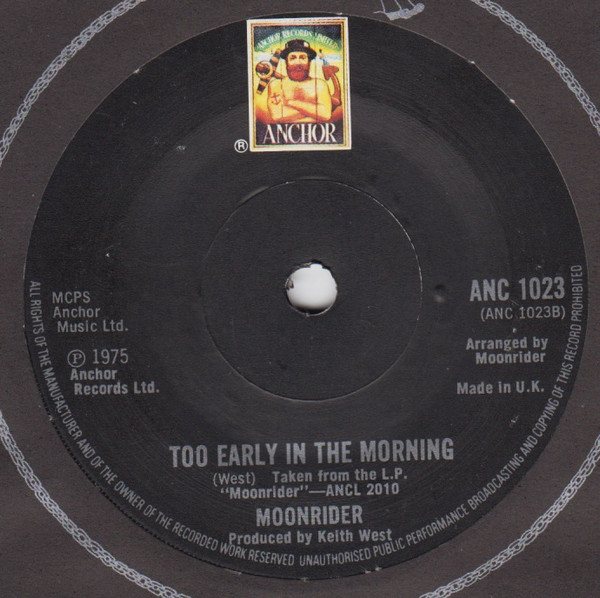 ANCHOR RECORDS LIMITED
ANCHOR
®
MCPS
Anchor
Music Ltd.
Ⓟ 1975
Anchor
Records Ltd.
ANC 1023
(ANC 1023B)
Arranged by
Moonrider
Made in U.K.
TOO EARLY IN THE MORNING
(West) Taken from the L.P.
"Moonrider"—ANCL 2010
MOONRIDER
Produced by Keith West
ALL RIGHTS OF THE MANUFACTURER AND OF THE OWNER OF THE RECORDED WORK RESERVED UNAUTHORISED PUBLIC PERFORMANCE BROADCASTING AND COPYING OF THIS RECORD PROHIBITED